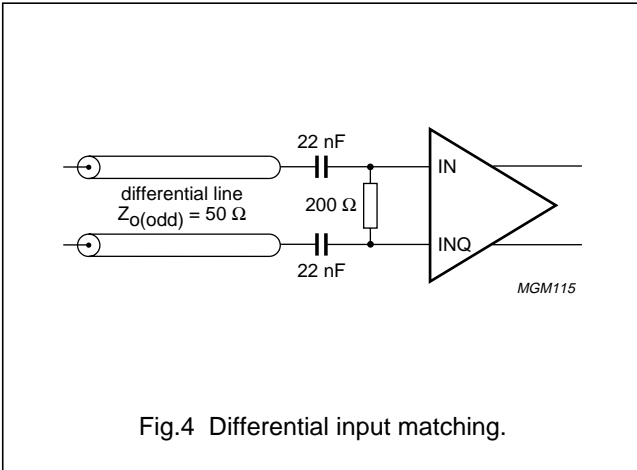 22 nF
IN
differential line
Zo(odd) = 50 Ω
200 Ω
INQ
22 nF
MGM115
Fig.4 Differential input matching.